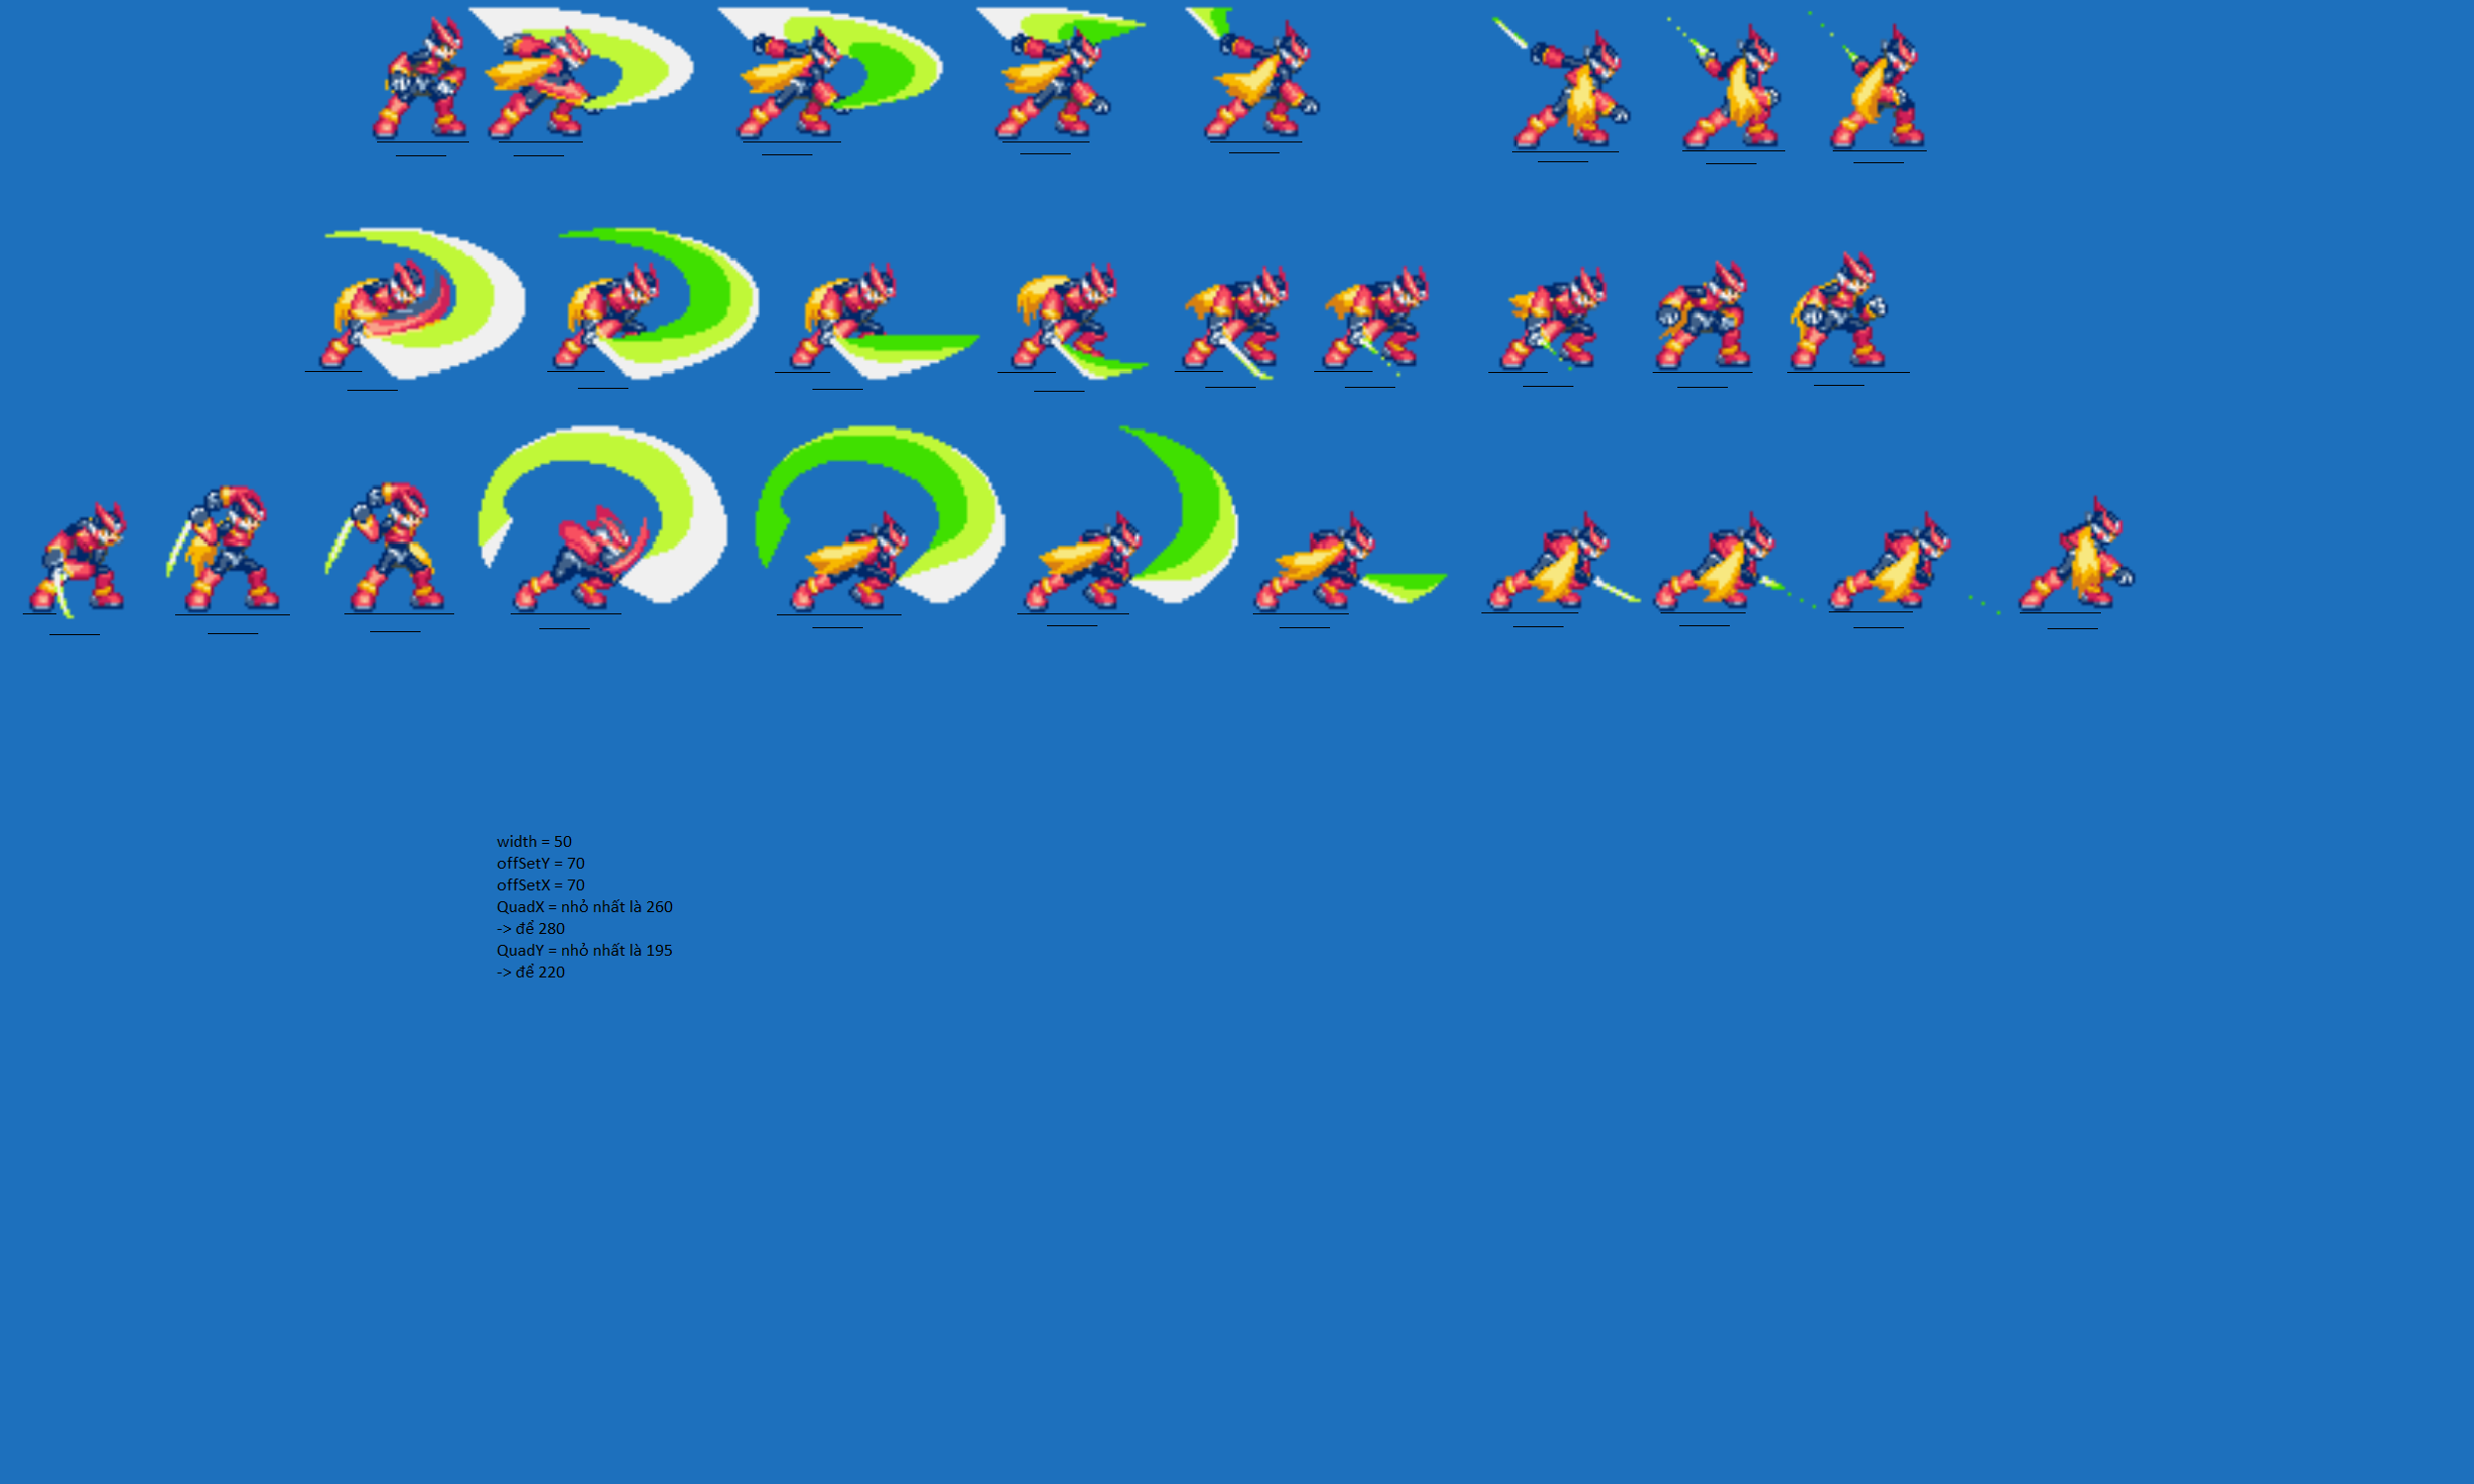 width = 50
offSetY = 70
offSetX = 70
QuadX = nhỏ nhất là 260
-> để 280
QuadY = nhỏ nhất là 195
-> để 220